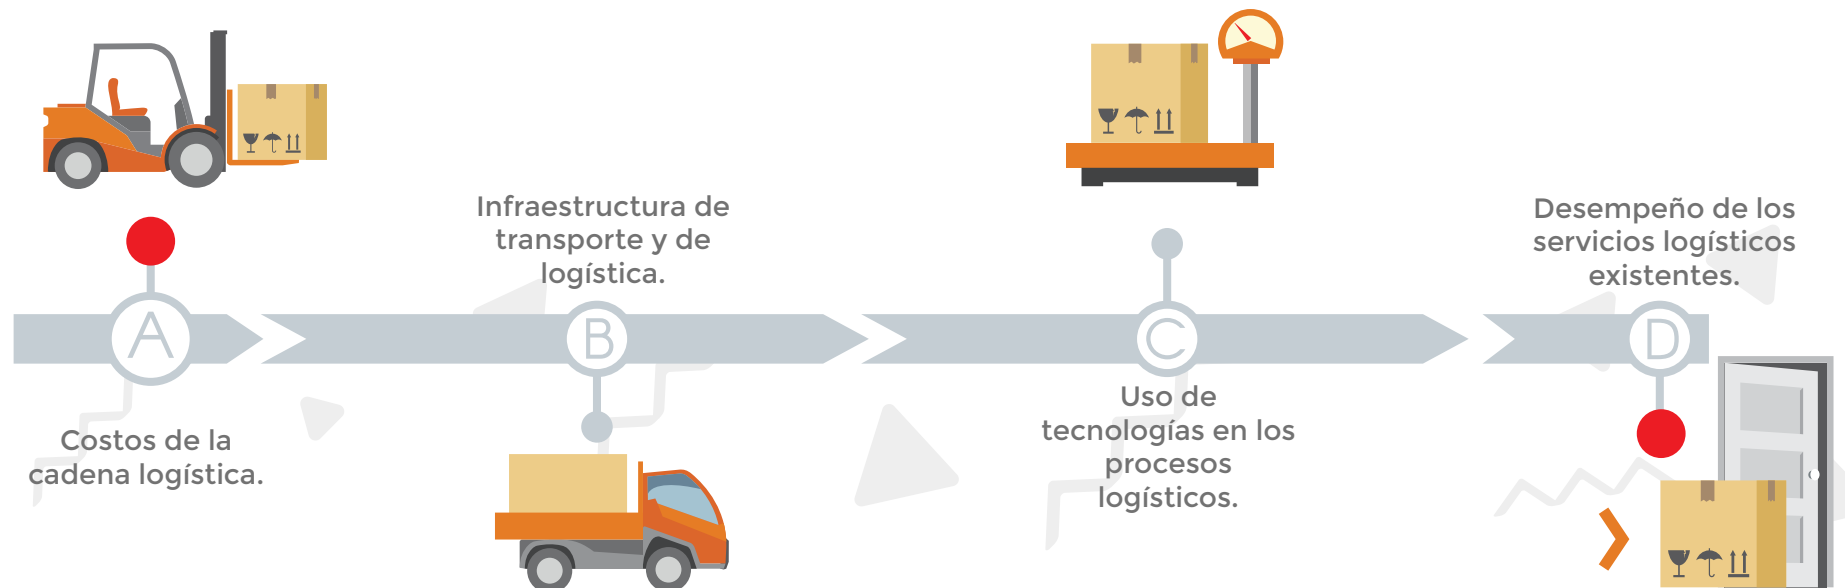 A
Costos de la
cadena logística.
Infraestructura de
transporte y de
logística.
B
C
Uso de
tecnologías en los
procesos
logísticos.
Desempeño de los
servicios logísticos
existentes.
D